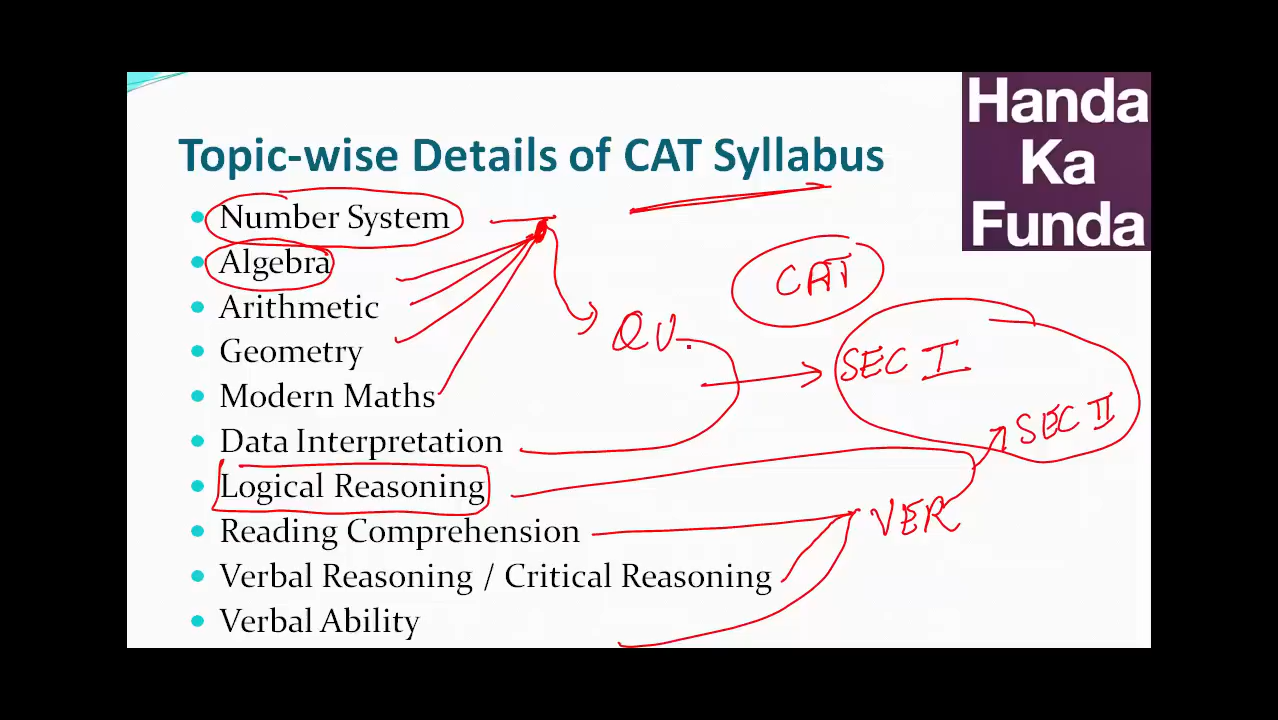 Handa
Ka
Funda
Topic-wise Details of CAT Syllabus
• Number System
• Algebra
• Arithmetic
• Geometry
• Modern Maths
• Data Interpretation
• Logical Reasoning
• Reading Comprehension
• Verbal Reasoning / Critical Reasoning
• Verbal Ability
CAT
QU
SEC I
SEC II
VER